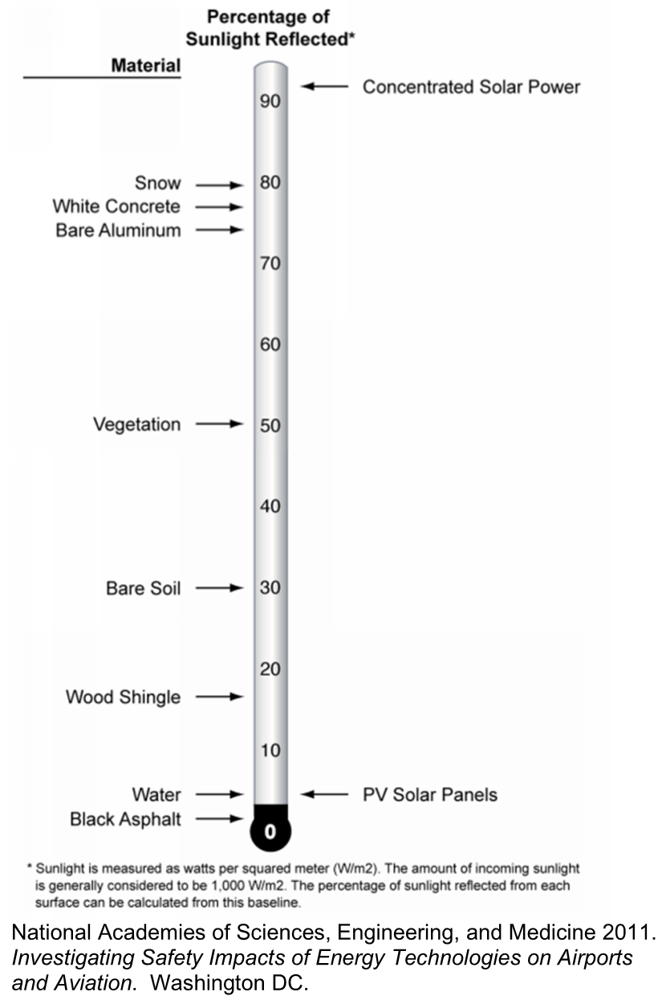 Percentage of
Sunlight Reflected*
Material
90
Concentrated Solar Power
Snow
80
White Concrete
Bare Aluminum
70
60
Vegetation
50
40
Bare Soil
30
20
Wood Shingle
10
Water
PV Solar Panels
Black Asphalt
0
* Sunlight is measured as watts per squared meter (W/m2). The amount of incoming sunlight
is generally considered to be 1,000 W/m2. The percentage of sunlight reflected from each
surface can be calculated from this baseline.
National Academies of Sciences, Engineering, and Medicine 2011.
Investigating Safety Impacts of Energy Technologies on Airports
and Aviation.  Washington DC.